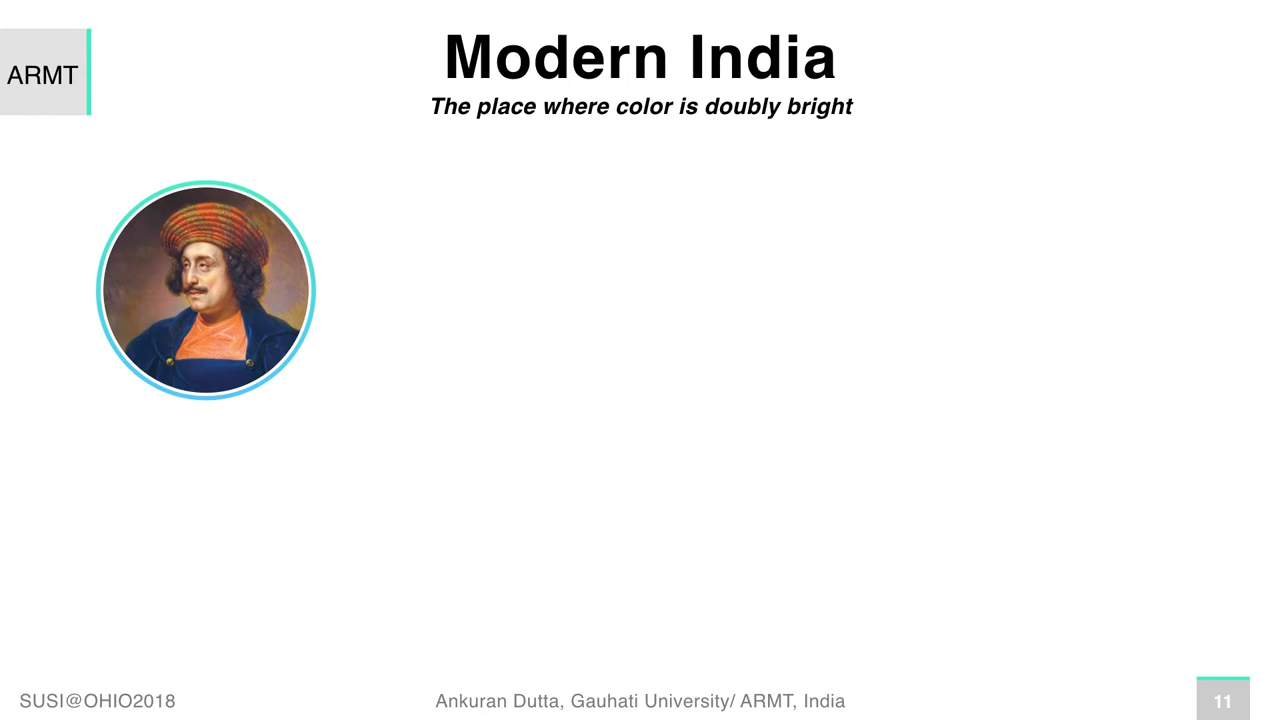 ARMT
Modern India
The place where color is doubly bright
SUSI@OHIO2018
Ankuran Dutta, Gauhati University/ ARMT, India
11